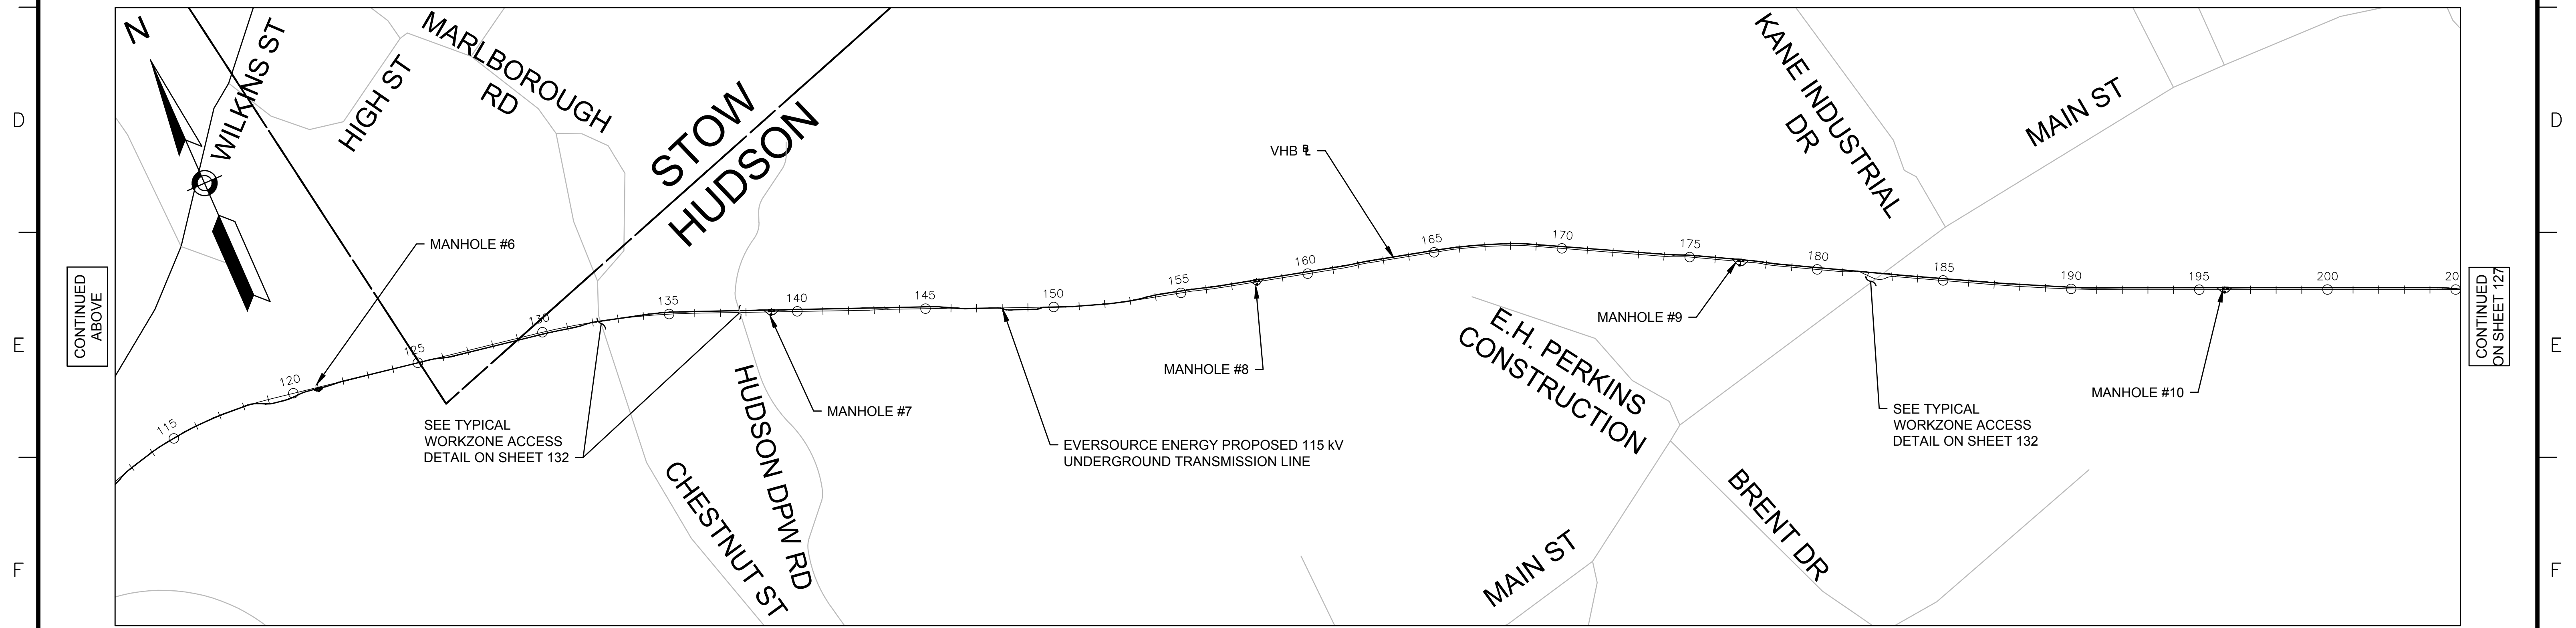 N
WILKINS ST
HIGH ST
MARLBOROUGH
RD
STOW
HUDSON
VHB ℄
KANE INDUSTRIAL
DR
MAIN ST
D
D
MANHOLE #6
CONTINUED
ABOVE
115
120
125
130
135
140
145
150
155
160
165
170
175
180
185
190
195
200
20
CONTINUED
ON SHEET 127
E
E
SEE TYPICAL
WORKZONE ACCESS
DETAIL ON SHEET 132
MANHOLE #7
EVERSOURCE ENERGY PROPOSED 115 kV
UNDERGROUND TRANSMISSION LINE
MANHOLE #8
E.H. PERKINS
CONSTRUCTION
MANHOLE #9
SEE TYPICAL
WORKZONE ACCESS
DETAIL ON SHEET 132
MANHOLE #10
CHESTNUT ST
HUDSON DPW RD
MAIN ST
BRENT DR
F
F